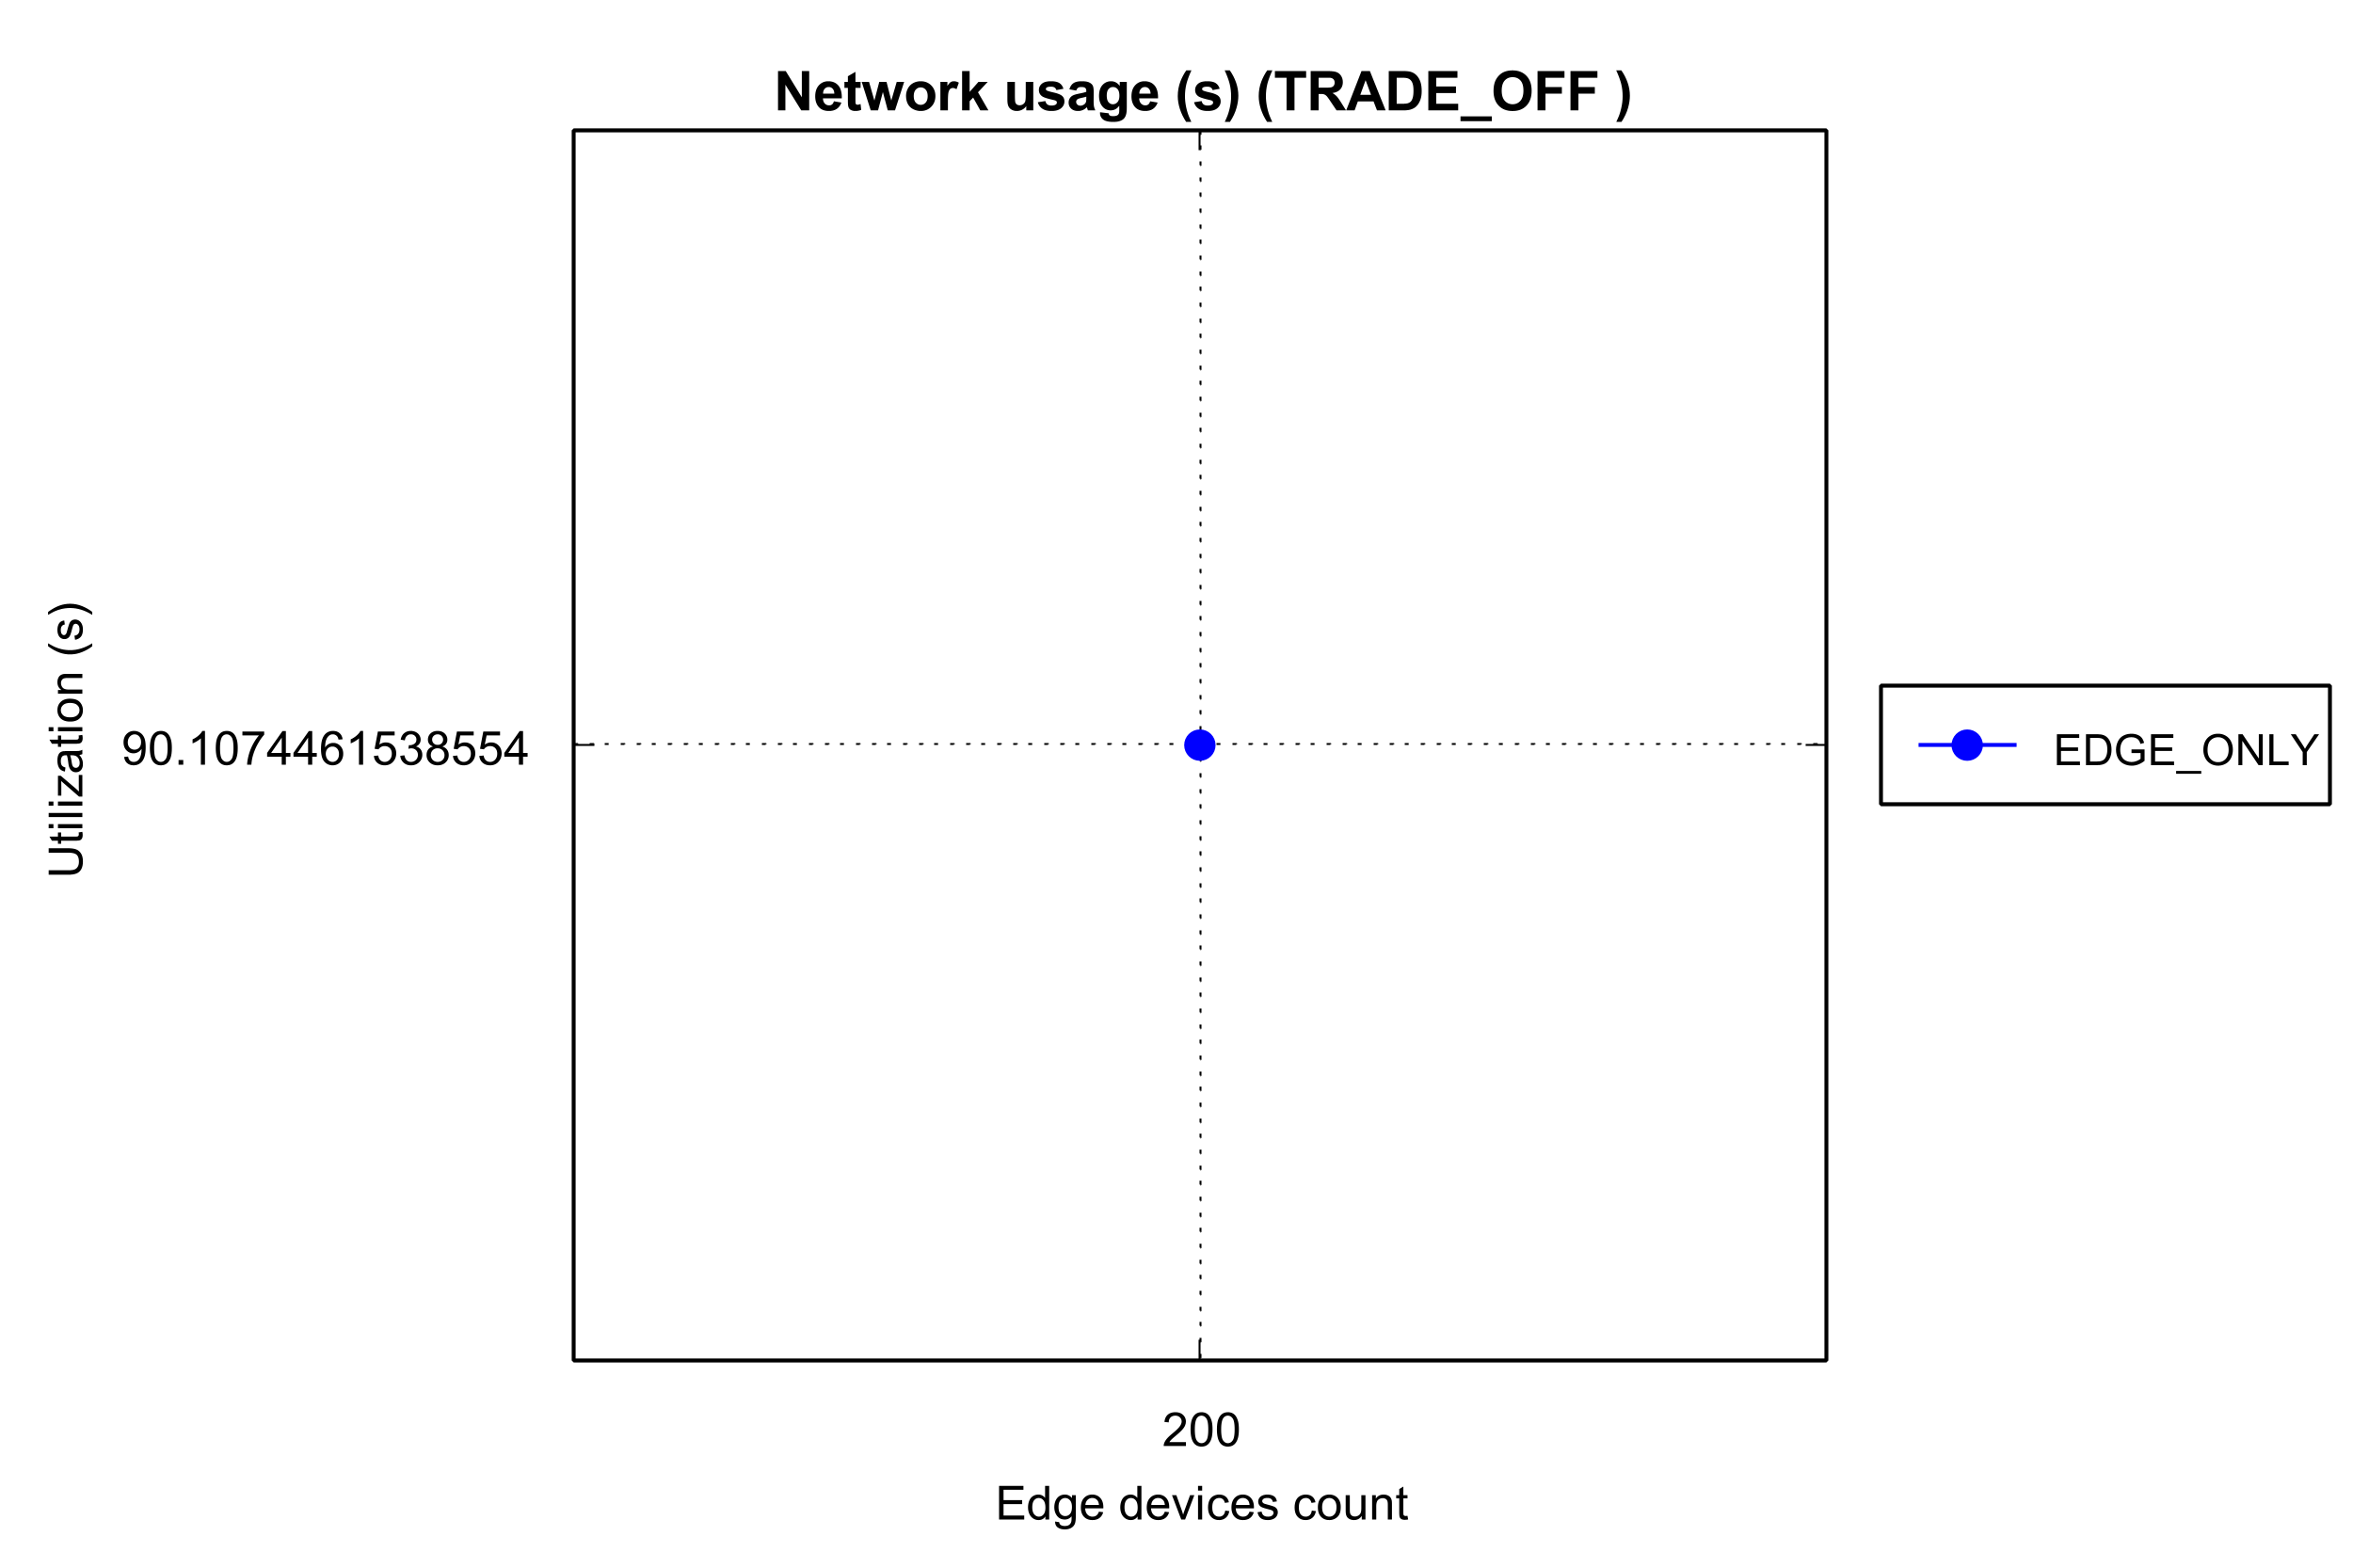 Network usage (s) (TRADE_OFF )
Utilization (s)
90.1074461538554
EDGE_ONLY
200
Edge devices count